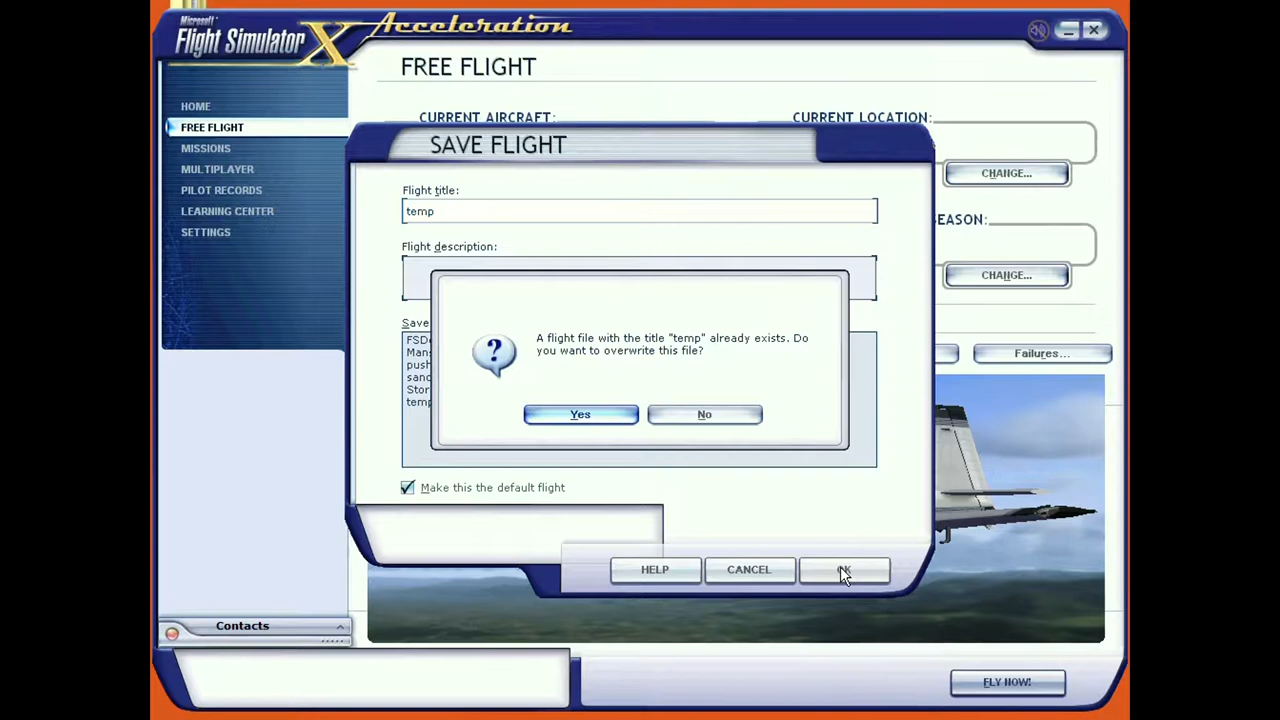 Microsoft
Flight Simulator X Acceleration
FREE FLIGHT
HOME
FREE FLIGHT
MISSIONS
MULTIPLAYER
PILOT RECORDS
LEARNING CENTER
SETTINGS
CURRENT AIRCRAFT:
CURRENT LOCATION:
CHANGE...
SEASON:
CHANGE...
Failures...
SAVE FLIGHT
Flight title:
temp
Flight description:
A flight file with the title "temp" already exists. Do
you want to overwrite this file?
Yes
No
temp
Make this the default flight
HELP
CANCEL
OK
Contacts
FLY NOW!